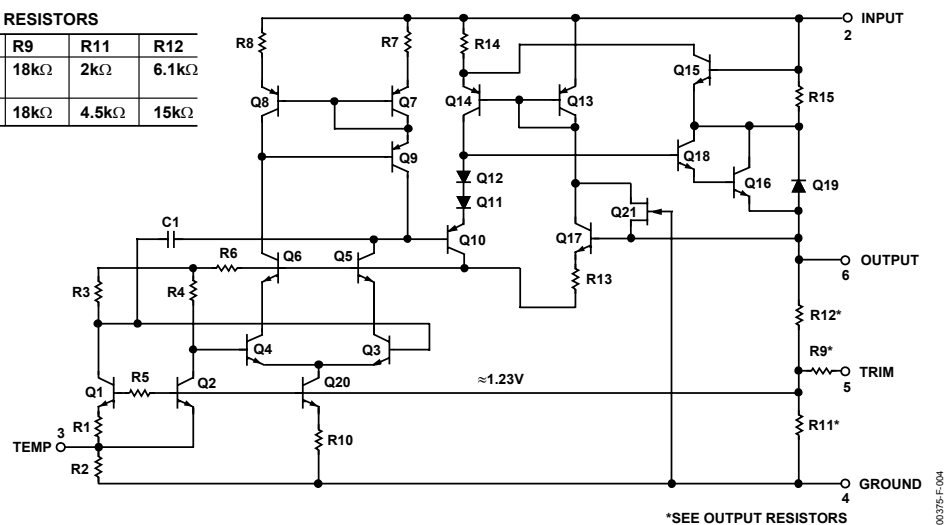 RESISTORS
R9 R11 R12
18kΩ 2kΩ 6.1kΩ
18kΩ 4.5kΩ 15kΩ
R8
R7
R14
INPUT
2
Q15
R15
Q8
Q7
Q14
Q13
Q9
Q18
Q12
Q16
Q19
Q11
Q21
C1
Q10
Q17
R6
Q6
Q5
OUTPUT
6
R3
R4
R13
R12*
Q4
Q3
R9*
TRIM
5
≈1.23V
Q1
R5
Q2
Q20
R1
R11*
TEMP
3
R10
R2
GROUND
4
*SEE OUTPUT RESISTORS
00375-F-004